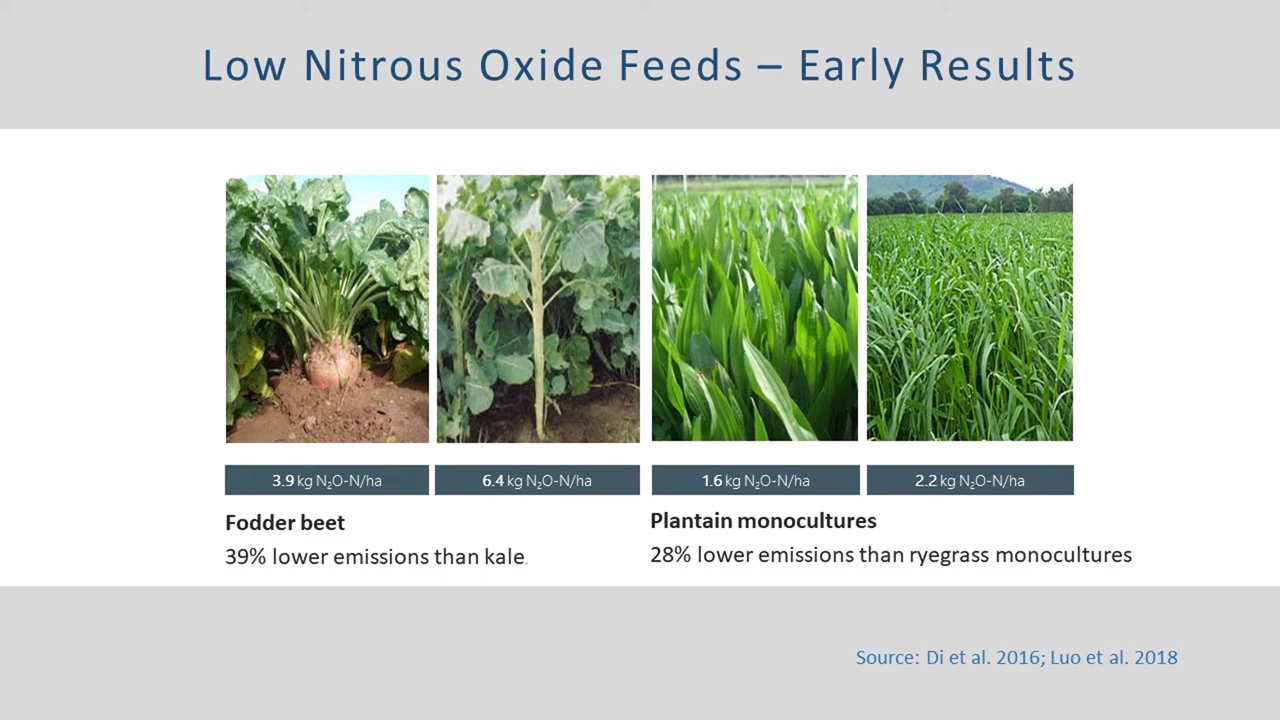 Low Nitrous Oxide Feeds – Early Results
3.9 kg N₂O-N/ha
6.4 kg N₂O-N/ha
1.6 kg N₂O-N/ha
2.2 kg N₂O-N/ha
Fodder beet
39% lower emissions than kale.
Plantain monocultures
28% lower emissions than ryegrass monocultures
Source: Di et al. 2016; Luo et al. 2018